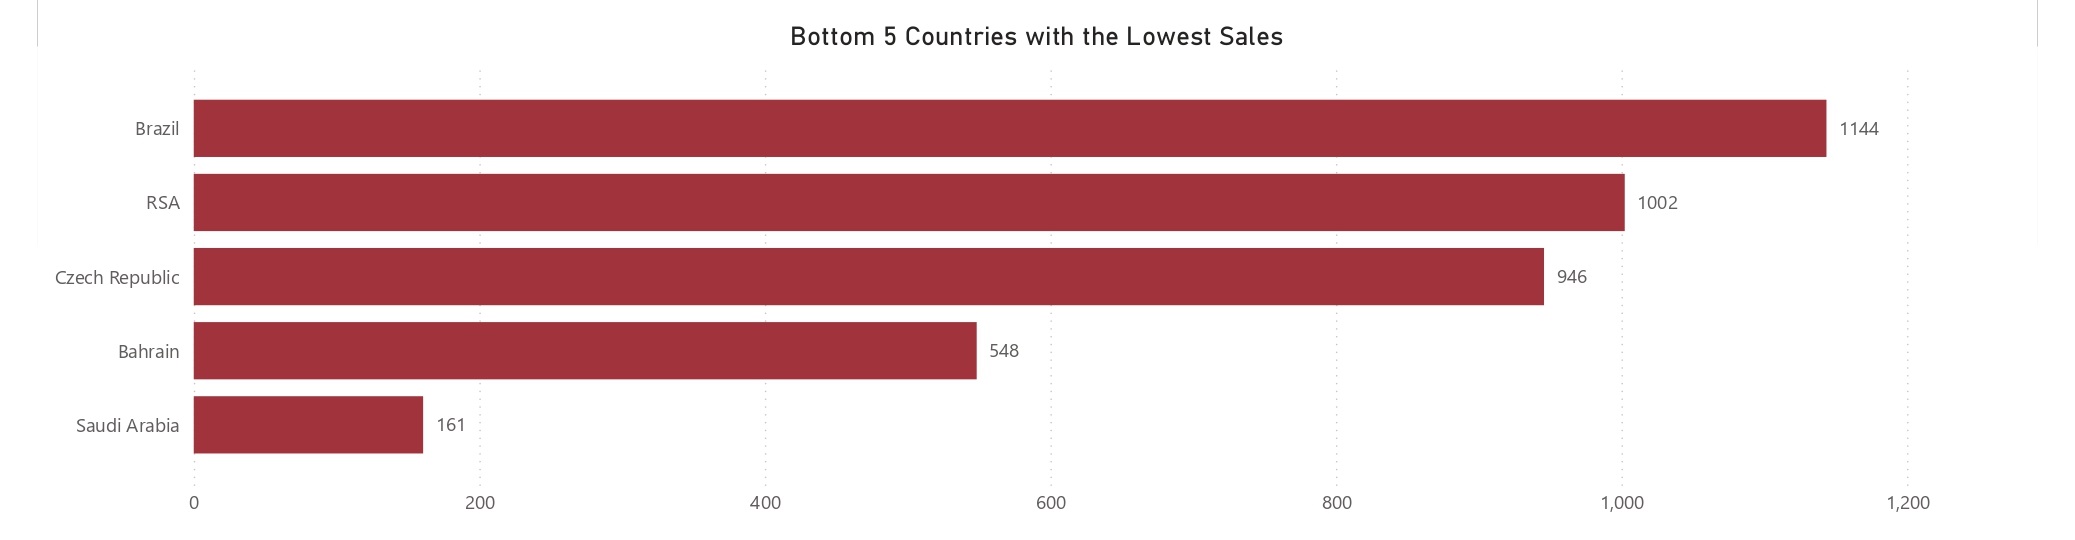 Bottom 5 Countries with the Lowest Sales
Brazil 1144
RSA 1002
Czech Republic 946
Bahrain 548
Saudi Arabia 161
0 200 400 600 800 1,000 1,200